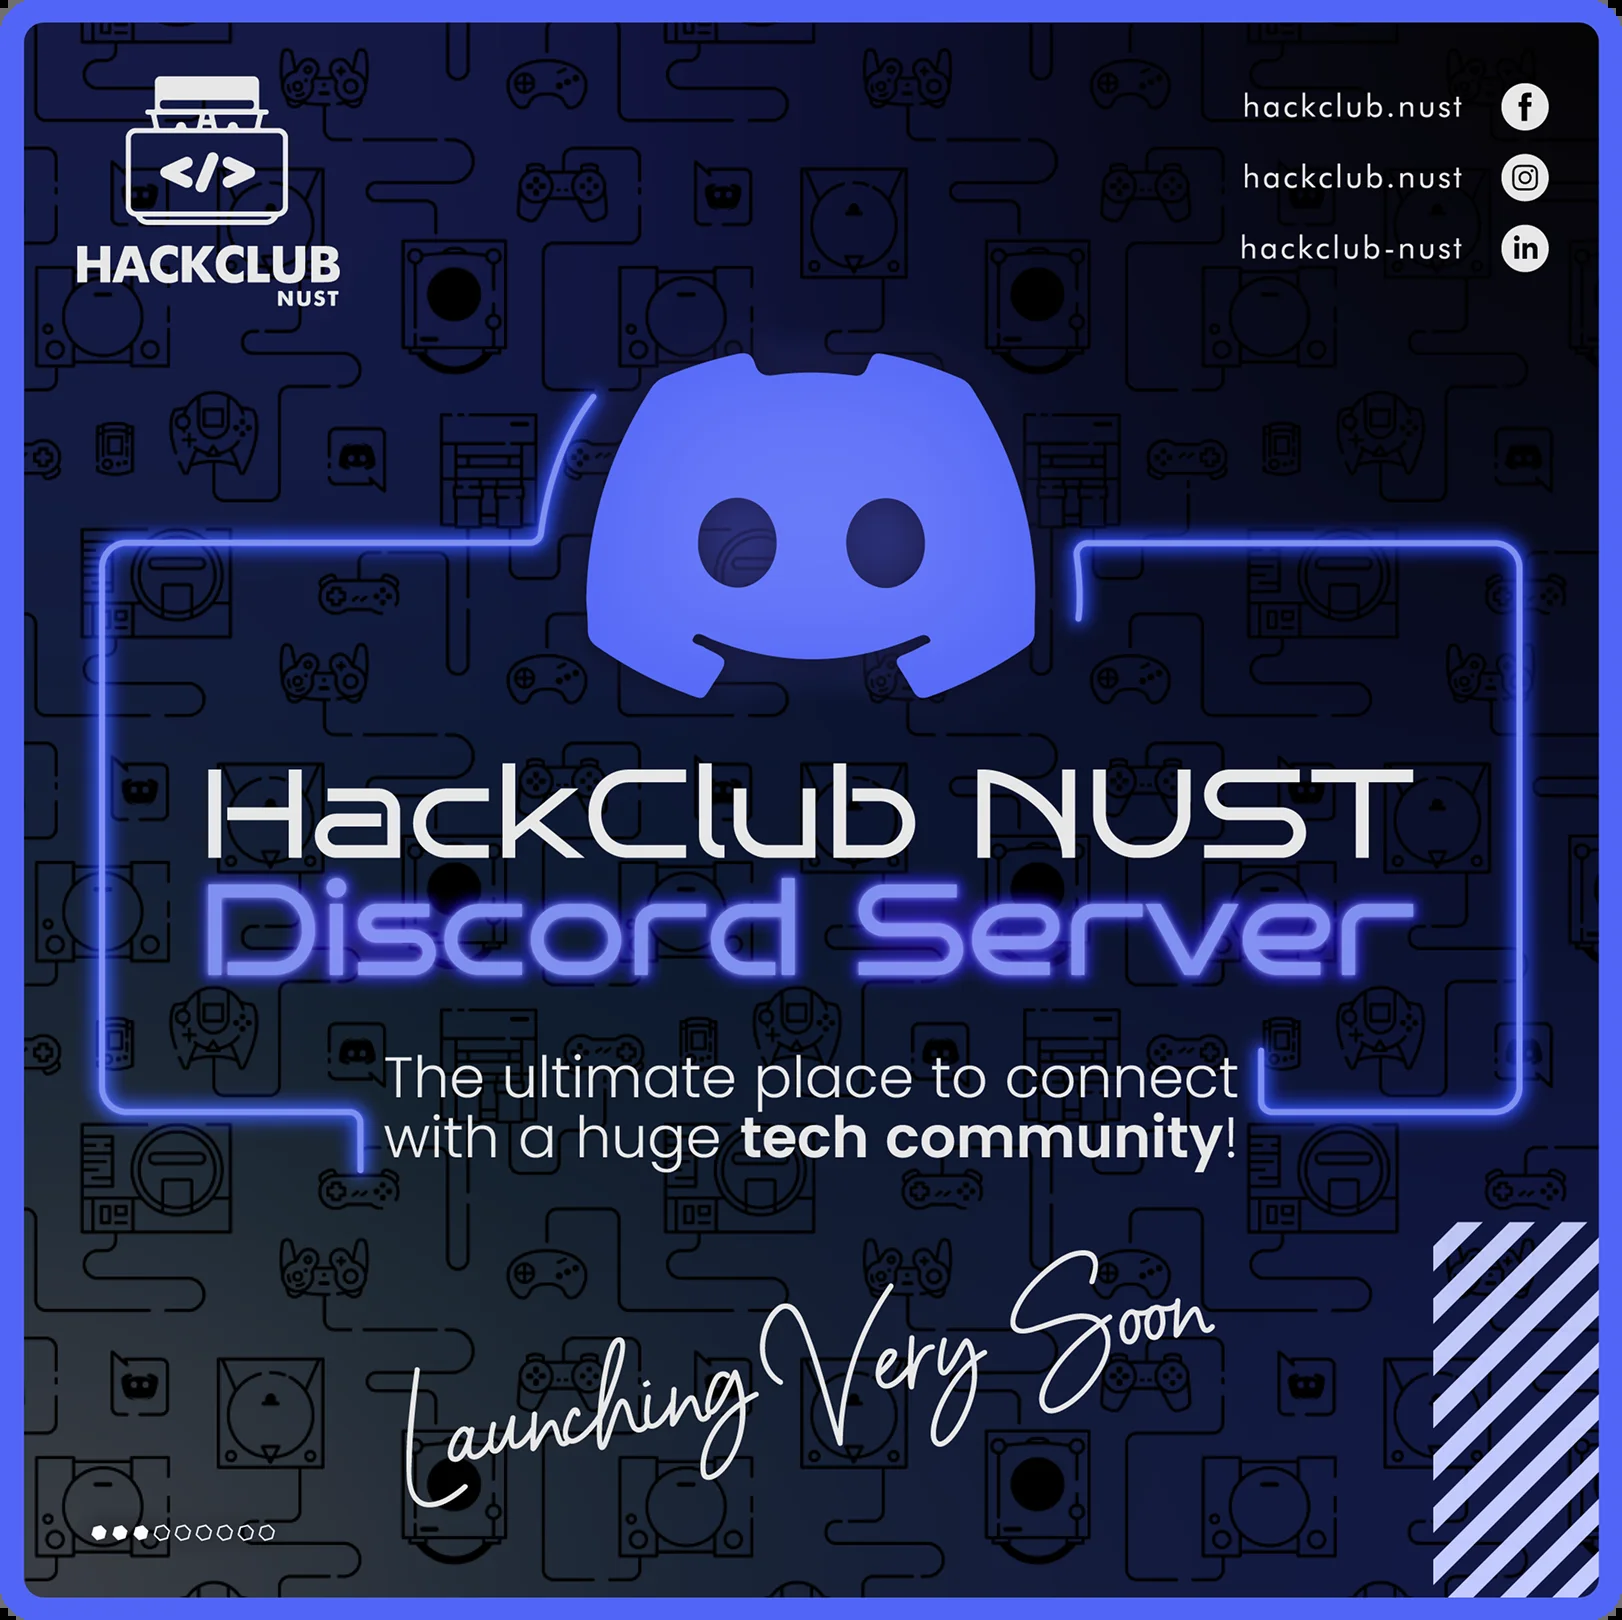 </>
HACKCLUB
NUST
hackclub.nust
hackclub.nust
hackclub-nust
HackClub NUST
Discord Server
The ultimate place to connect
with a huge tech community!
Launching Very Soon